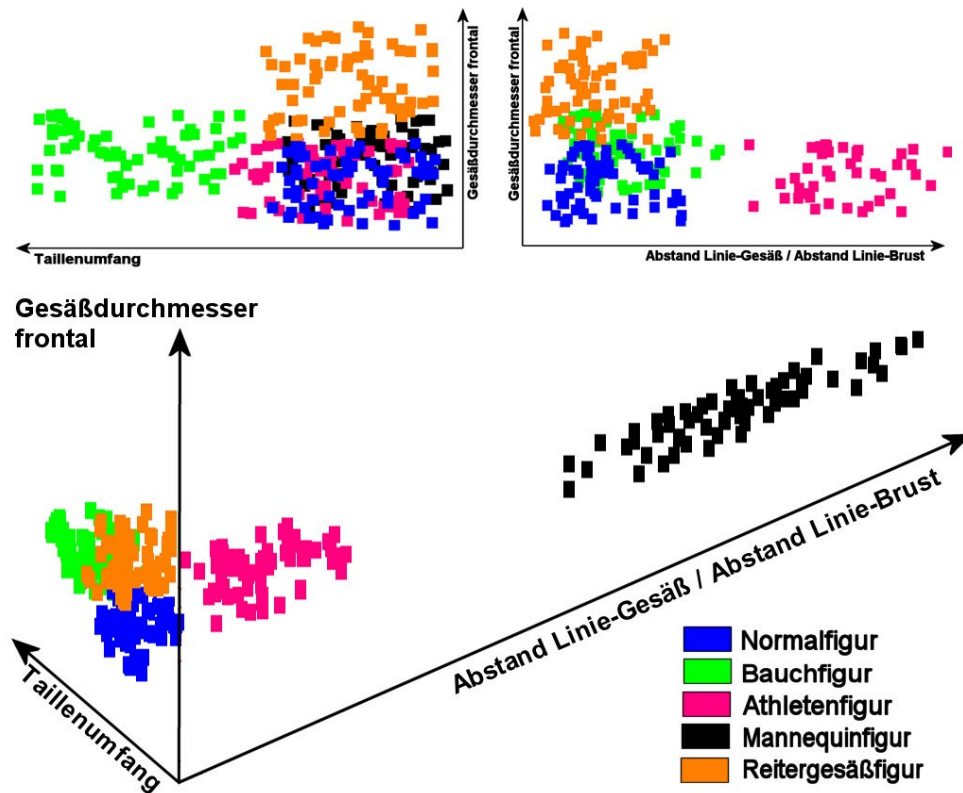 Gesäßdurchmesser frontal
Taillenumfang
Gesäßdurchmesser frontal
Abstand Linie-Gesäß / Abstand Linie-Brust
Gesäßdurchmesser
frontal
Taillenumfang
Abstand Linie-Gesäß / Abstand Linie-Brust
Normalfigur
Bauchfigur
Athletenfigur
Mannequinfigur
Reitergesäßfigur